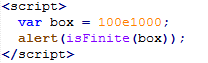 <script>
  var box = 100e1000;
  alert(isFinite(box));
</script>